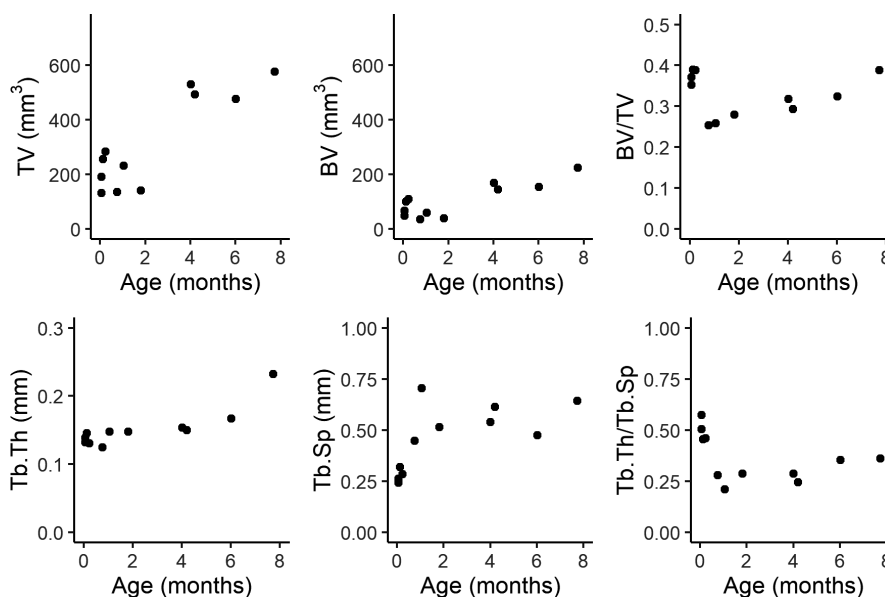 TV (mm³)
600
400
200
0
0 2 4 6 8
Age (months)
BV (mm³)
600
400
200
0
0 2 4 6 8
Age (months)
BV/TV
0.5
0.4
0.3
0.2
0.1
0.0
0 2 4 6 8
Age (months)
Tb.Th (mm)
0.3
0.2
0.1
0.0
0 2 4 6 8
Age (months)
Tb.Sp (mm)
1.00
0.75
0.50
0.25
0.00
0 2 4 6 8
Age (months)
Tb.Th/Tb.Sp
1.00
0.75
0.50
0.25
0.00
0 2 4 6 8
Age (months)